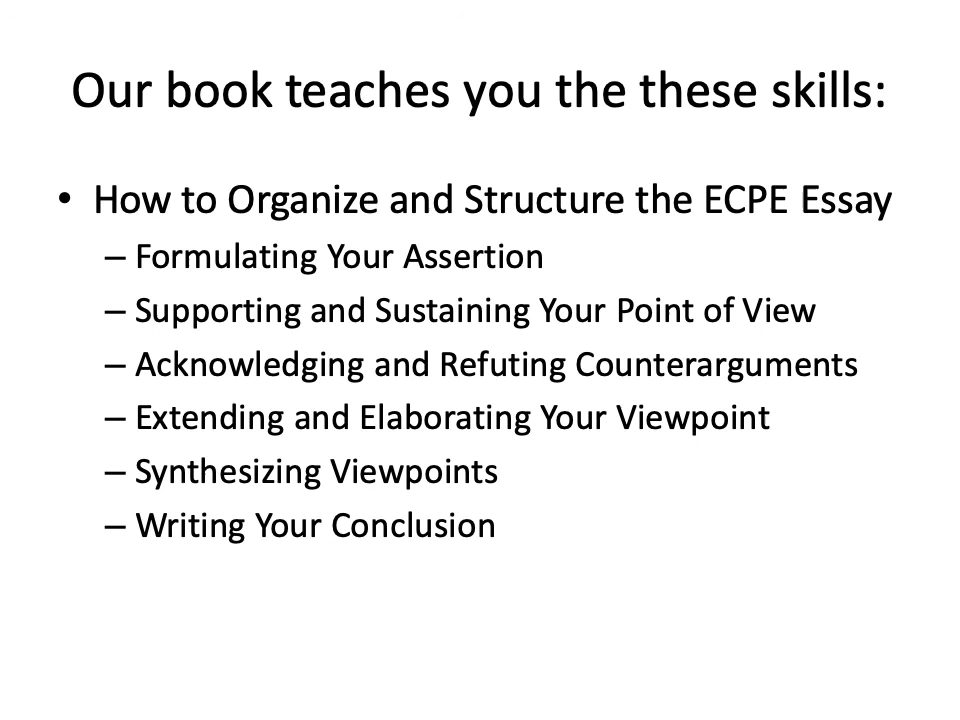 Our book teaches you the these skills:
• How to Organize and Structure the ECPE Essay
– Formulating Your Assertion
– Supporting and Sustaining Your Point of View
– Acknowledging and Refuting Counterarguments
– Extending and Elaborating Your Viewpoint
– Synthesizing Viewpoints
– Writing Your Conclusion